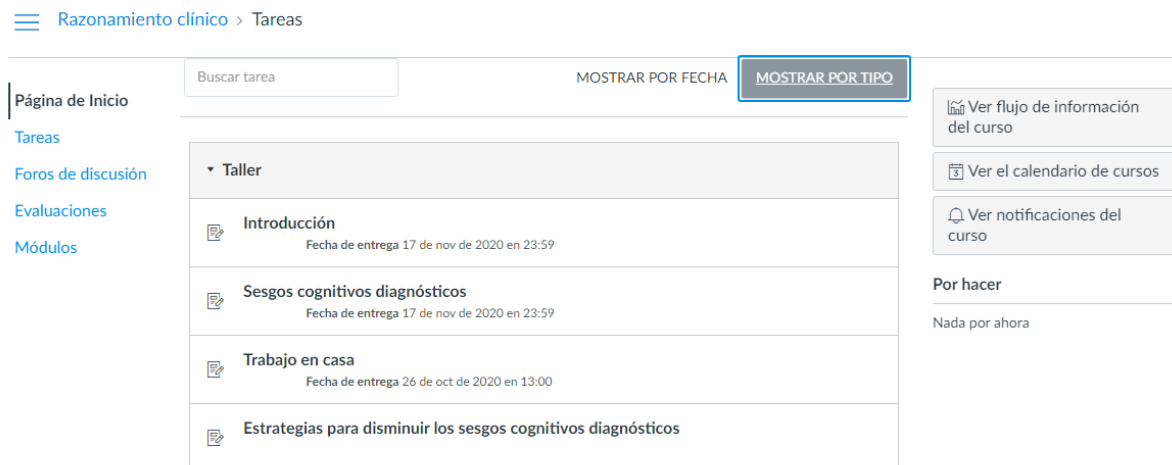 Razonamiento clínico > Tareas
Buscar tarea
MOSTRAR POR FECHA
MOSTRAR POR TIPO
Página de Inicio
Tareas
Foros de discusión
Evaluaciones
Módulos
Taller
Introducción
Fecha de entrega 17 de nov de 2020 en 23:59
Sesgos cognitivos diagnósticos
Fecha de entrega 17 de nov de 2020 en 23:59
Trabajo en casa
Fecha de entrega 26 de oct de 2020 en 13:00
Estrategias para disminuir los sesgos cognitivos diagnósticos
Ver flujo de información
del curso
Ver el calendario de cursos
Ver notificaciones del
curso
Por hacer
Nada por ahora